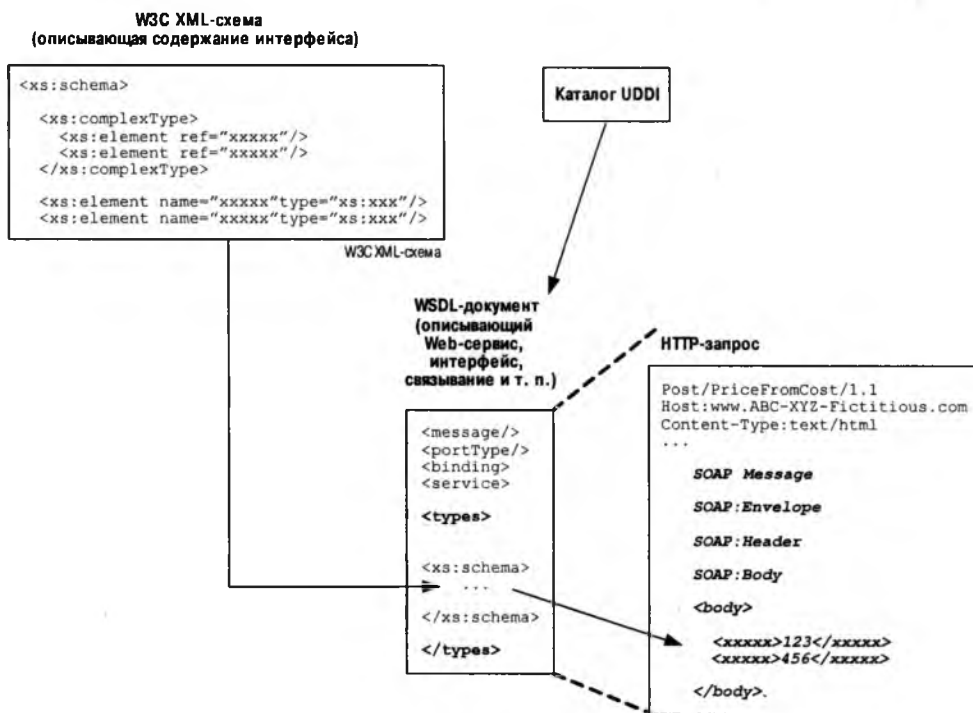 W3C XML-схема
(описывающая содержание интерфейса)
<xs:schema>
<xs:complexType>
<xs:element ref="xxxxx"/>
<xs:element ref="xxxxx"/>
</xs:complexType>
<xs:element name="xxxxx"type="xs:xxx"/>
<xs:element name="xxxxx"type="xs:xxx"/>
W3C XML-схема
Каталог UDDI
WSDL-документ
(описывающий
Web-сервис,
интерфейс,
связывание и т. п.)
<message/>
<portType/>
<binding>
<service>
<types>
<xs:schema>
...
</xs:schema>
</types>
HTTP-запрос
Post/PriceFromCost/1.1
Host:www.ABC-XYZ-Fictitious.com
Content-Type:text/html
...
SOAP Message
SOAP:Envelope
SOAP:Header
SOAP:Body
<body>
<xxxxx>123</xxxxx>
<xxxxx>456</xxxxx>
</body>.